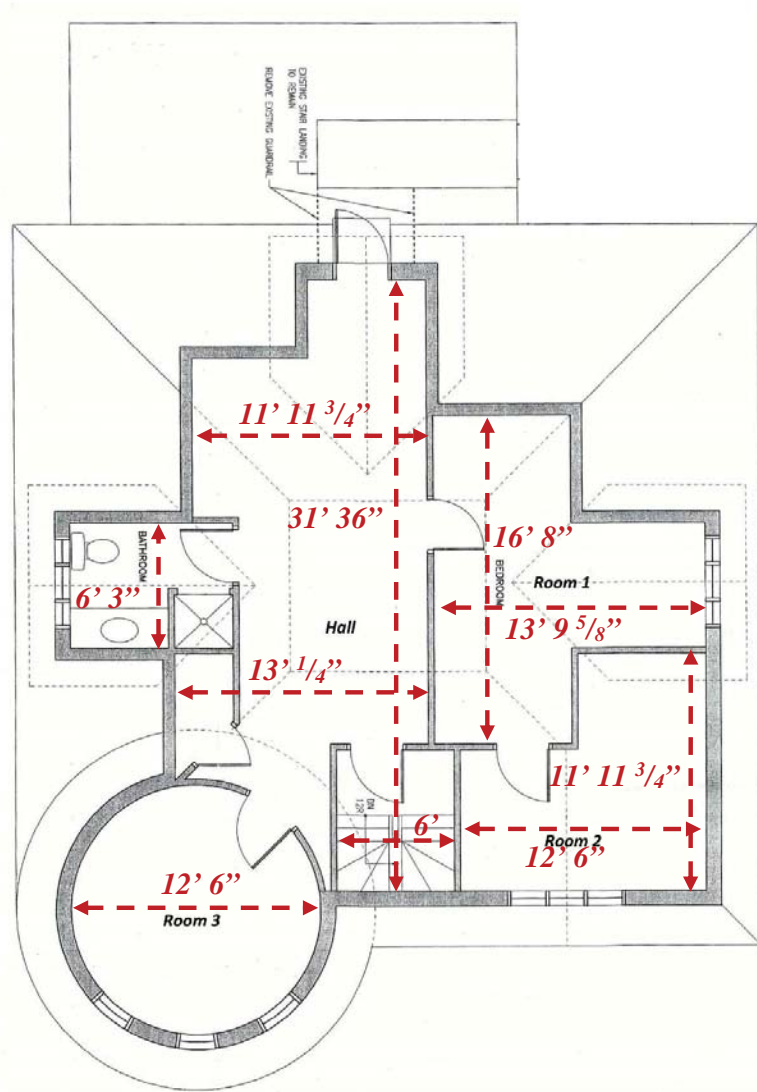 EXISTING STAIR LANDING
TO REMAIN
REMOVE EXISTING GUARDRAIL
11’ 11 3/4”
31’ 36”
16’ 8”
BATHROOM
BEDROOM
Room 1
6’ 3”
Hall
13’ 9 5/8”
13’ 1/4”
11’ 11 3/4”
DN
12R
6’
Room 2
12’ 6”
12’ 6”
Room 3